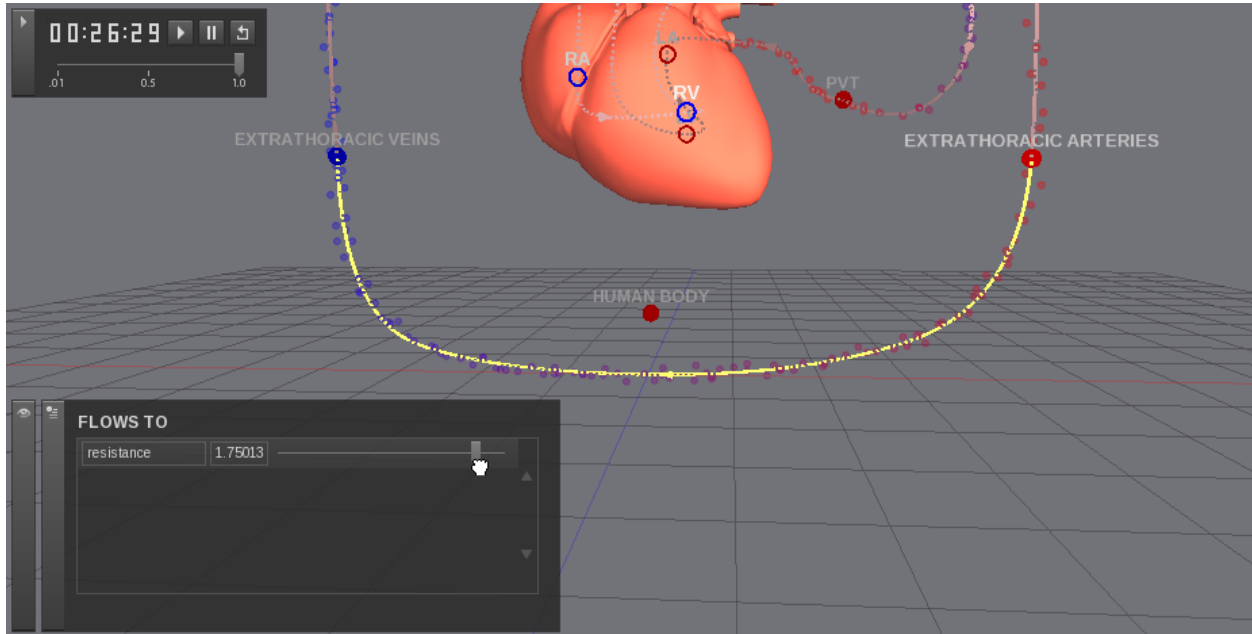 00:26:29
.01 0.5 1.0
LA
RA
RV
PVT
EXTRATHORACIC VEINS
EXTRATHORACIC ARTERIES
HUMAN BODY
FLOWS TO
resistance 1.75013